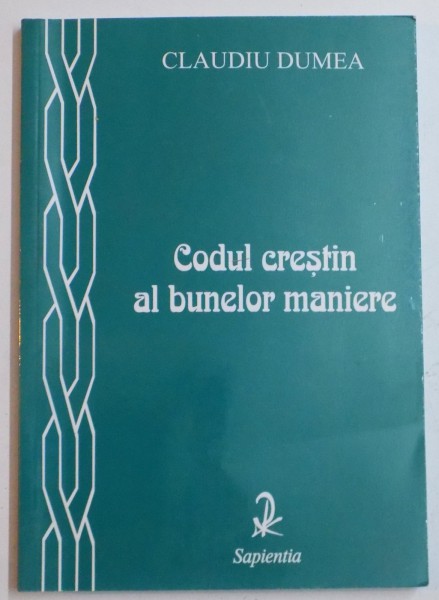 CLAUDIU DUMEA
Codul creștin
al bunelor maniere
Sapientia